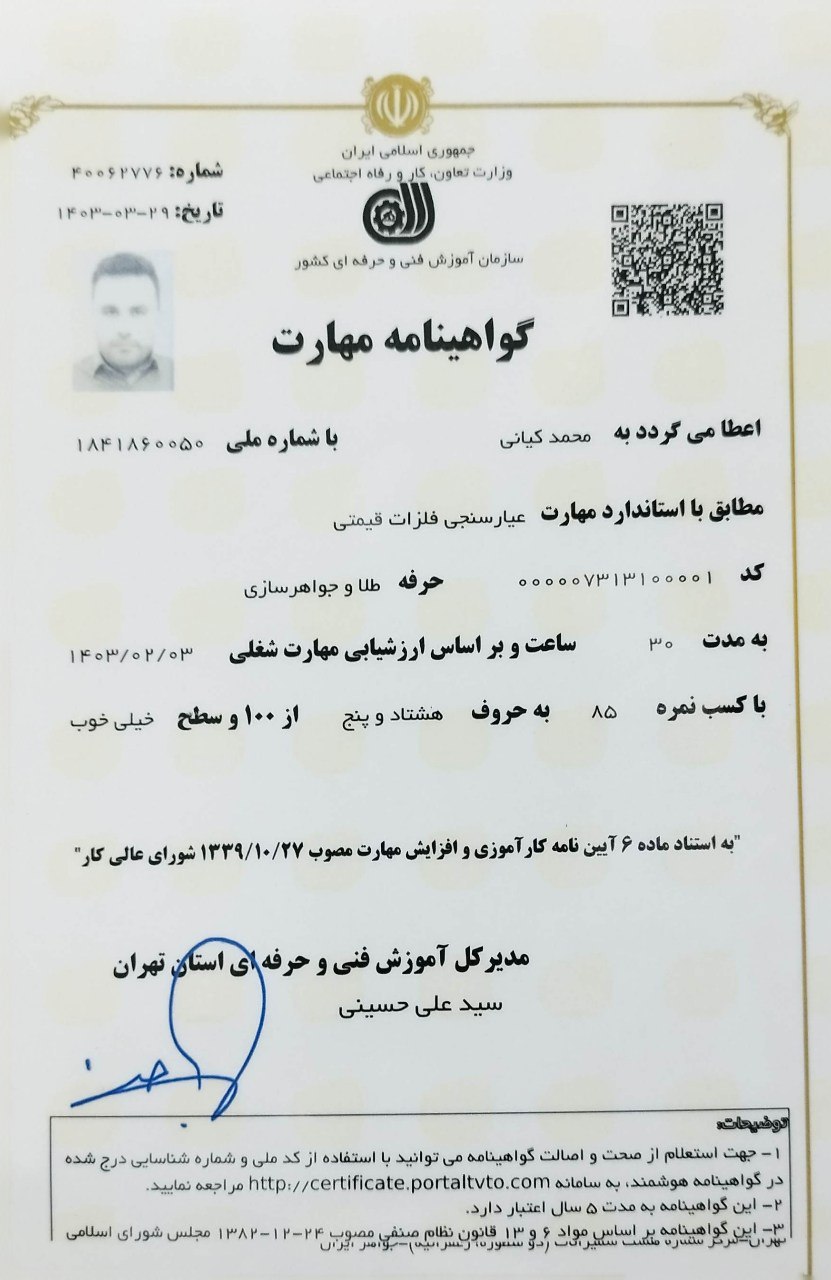 جمهوری اسلامی ایران
وزارت تعاون، کار و رفاه اجتماعی
سازمان آموزش فنی و حرفه ای کشور
شماره: ۴۰۰۶۲۷۷۶
تاریخ: ۱۴۰۳-۰۳-۲۹
گواهینامه مهارت
اعطا می گردد به محمد کیانی با شماره ملی ۱۸۴۱۸۶۰۰۵۰
مطابق با استاندارد مهارت عیارسنجی فلزات قیمتی
کد ۰۰۰۰۰۷۳۱۳۱۰۰۰۰۱ حرفه طلا و جواهرسازی
به مدت ۳۰ ساعت و بر اساس ارزشیابی مهارت شغلی ۱۴۰۳/۰۲/۰۳
با کسب نمره ۸۵ به حروف هشتاد و پنج از ۱۰۰ و سطح خیلی خوب
"به استناد ماده ۶ آیین نامه کارآموزی و افزایش مهارت مصوب ۱۳۳۹/۱۰/۲۷ شورای عالی کار"
مدیرکل آموزش فنی و حرفه ای استان تهران
سید علی حسینی
توضیحات:
۱- جهت استعلام از صحت و اصالت گواهینامه می توانید با استفاده از کد ملی و شماره شناسایی درج شده
در گواهینامه هوشمند، به سامانه http://certificate.portaltvto.com مراجعه نمایید.
۲- این گواهینامه به مدت ۵ سال اعتبار دارد.
۳- این گواهینامه بر اساس مواد ۶ و ۱۳ قانون نظام صنفی مصوب ۲۴-۱۲-۱۳۸۲ مجلس شورای اسلامی